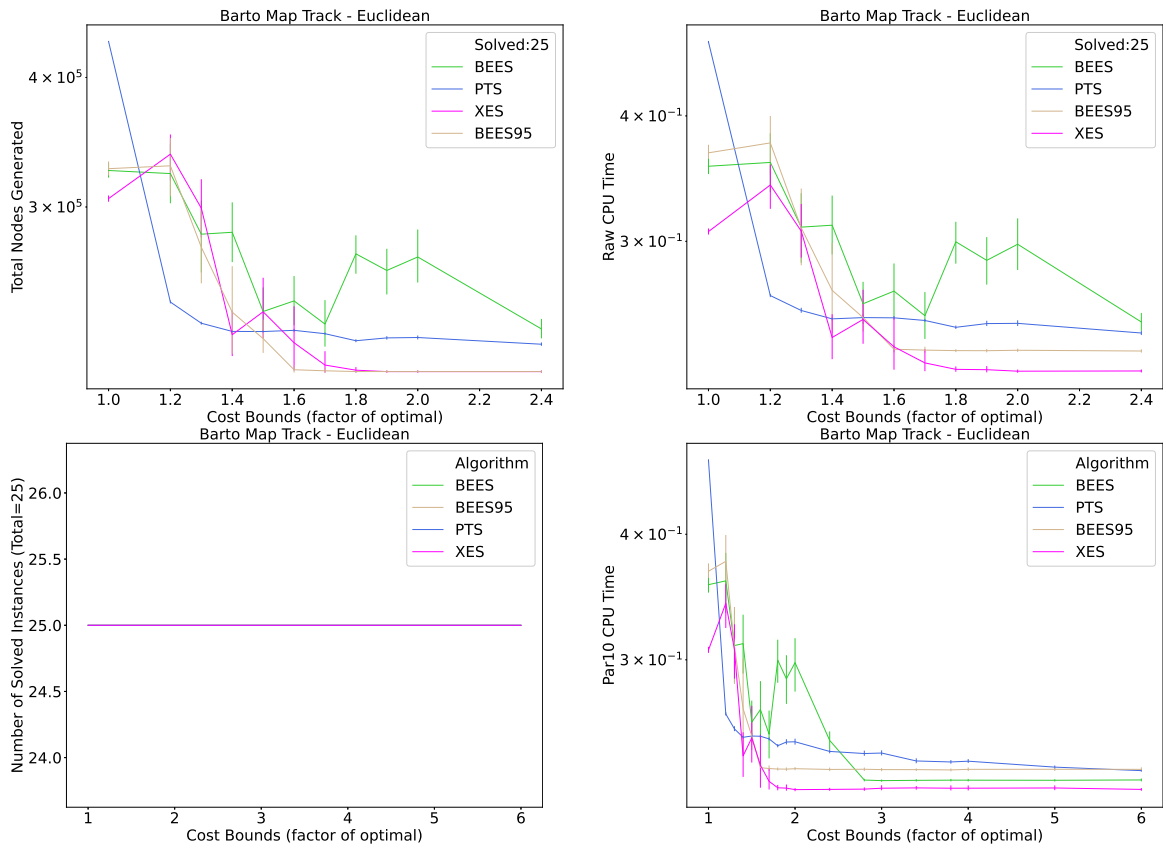 Barto Map Track - Euclidean
Total Nodes Generated
4 × 10⁵
3 × 10⁵
Solved:25
BEES
PTS
XES
BEES95
1.0 1.2 1.4 1.6 1.8 2.0 2.2 2.4
Cost Bounds (factor of optimal)
Barto Map Track - Euclidean
Raw CPU Time
4 × 10⁻¹
3 × 10⁻¹
Solved:25
BEES
PTS
BEES95
XES
1.0 1.2 1.4 1.6 1.8 2.0 2.2 2.4
Cost Bounds (factor of optimal)
Barto Map Track - Euclidean
Number of Solved Instances (Total=25)
26.0
25.5
25.0
24.5
24.0
Algorithm
BEES
BEES95
PTS
XES
1 2 3 4 5 6
Cost Bounds (factor of optimal)
Barto Map Track - Euclidean
Par10 CPU Time
4 × 10⁻¹
3 × 10⁻¹
Algorithm
BEES
PTS
BEES95
XES
1 2 3 4 5 6
Cost Bounds (factor of optimal)